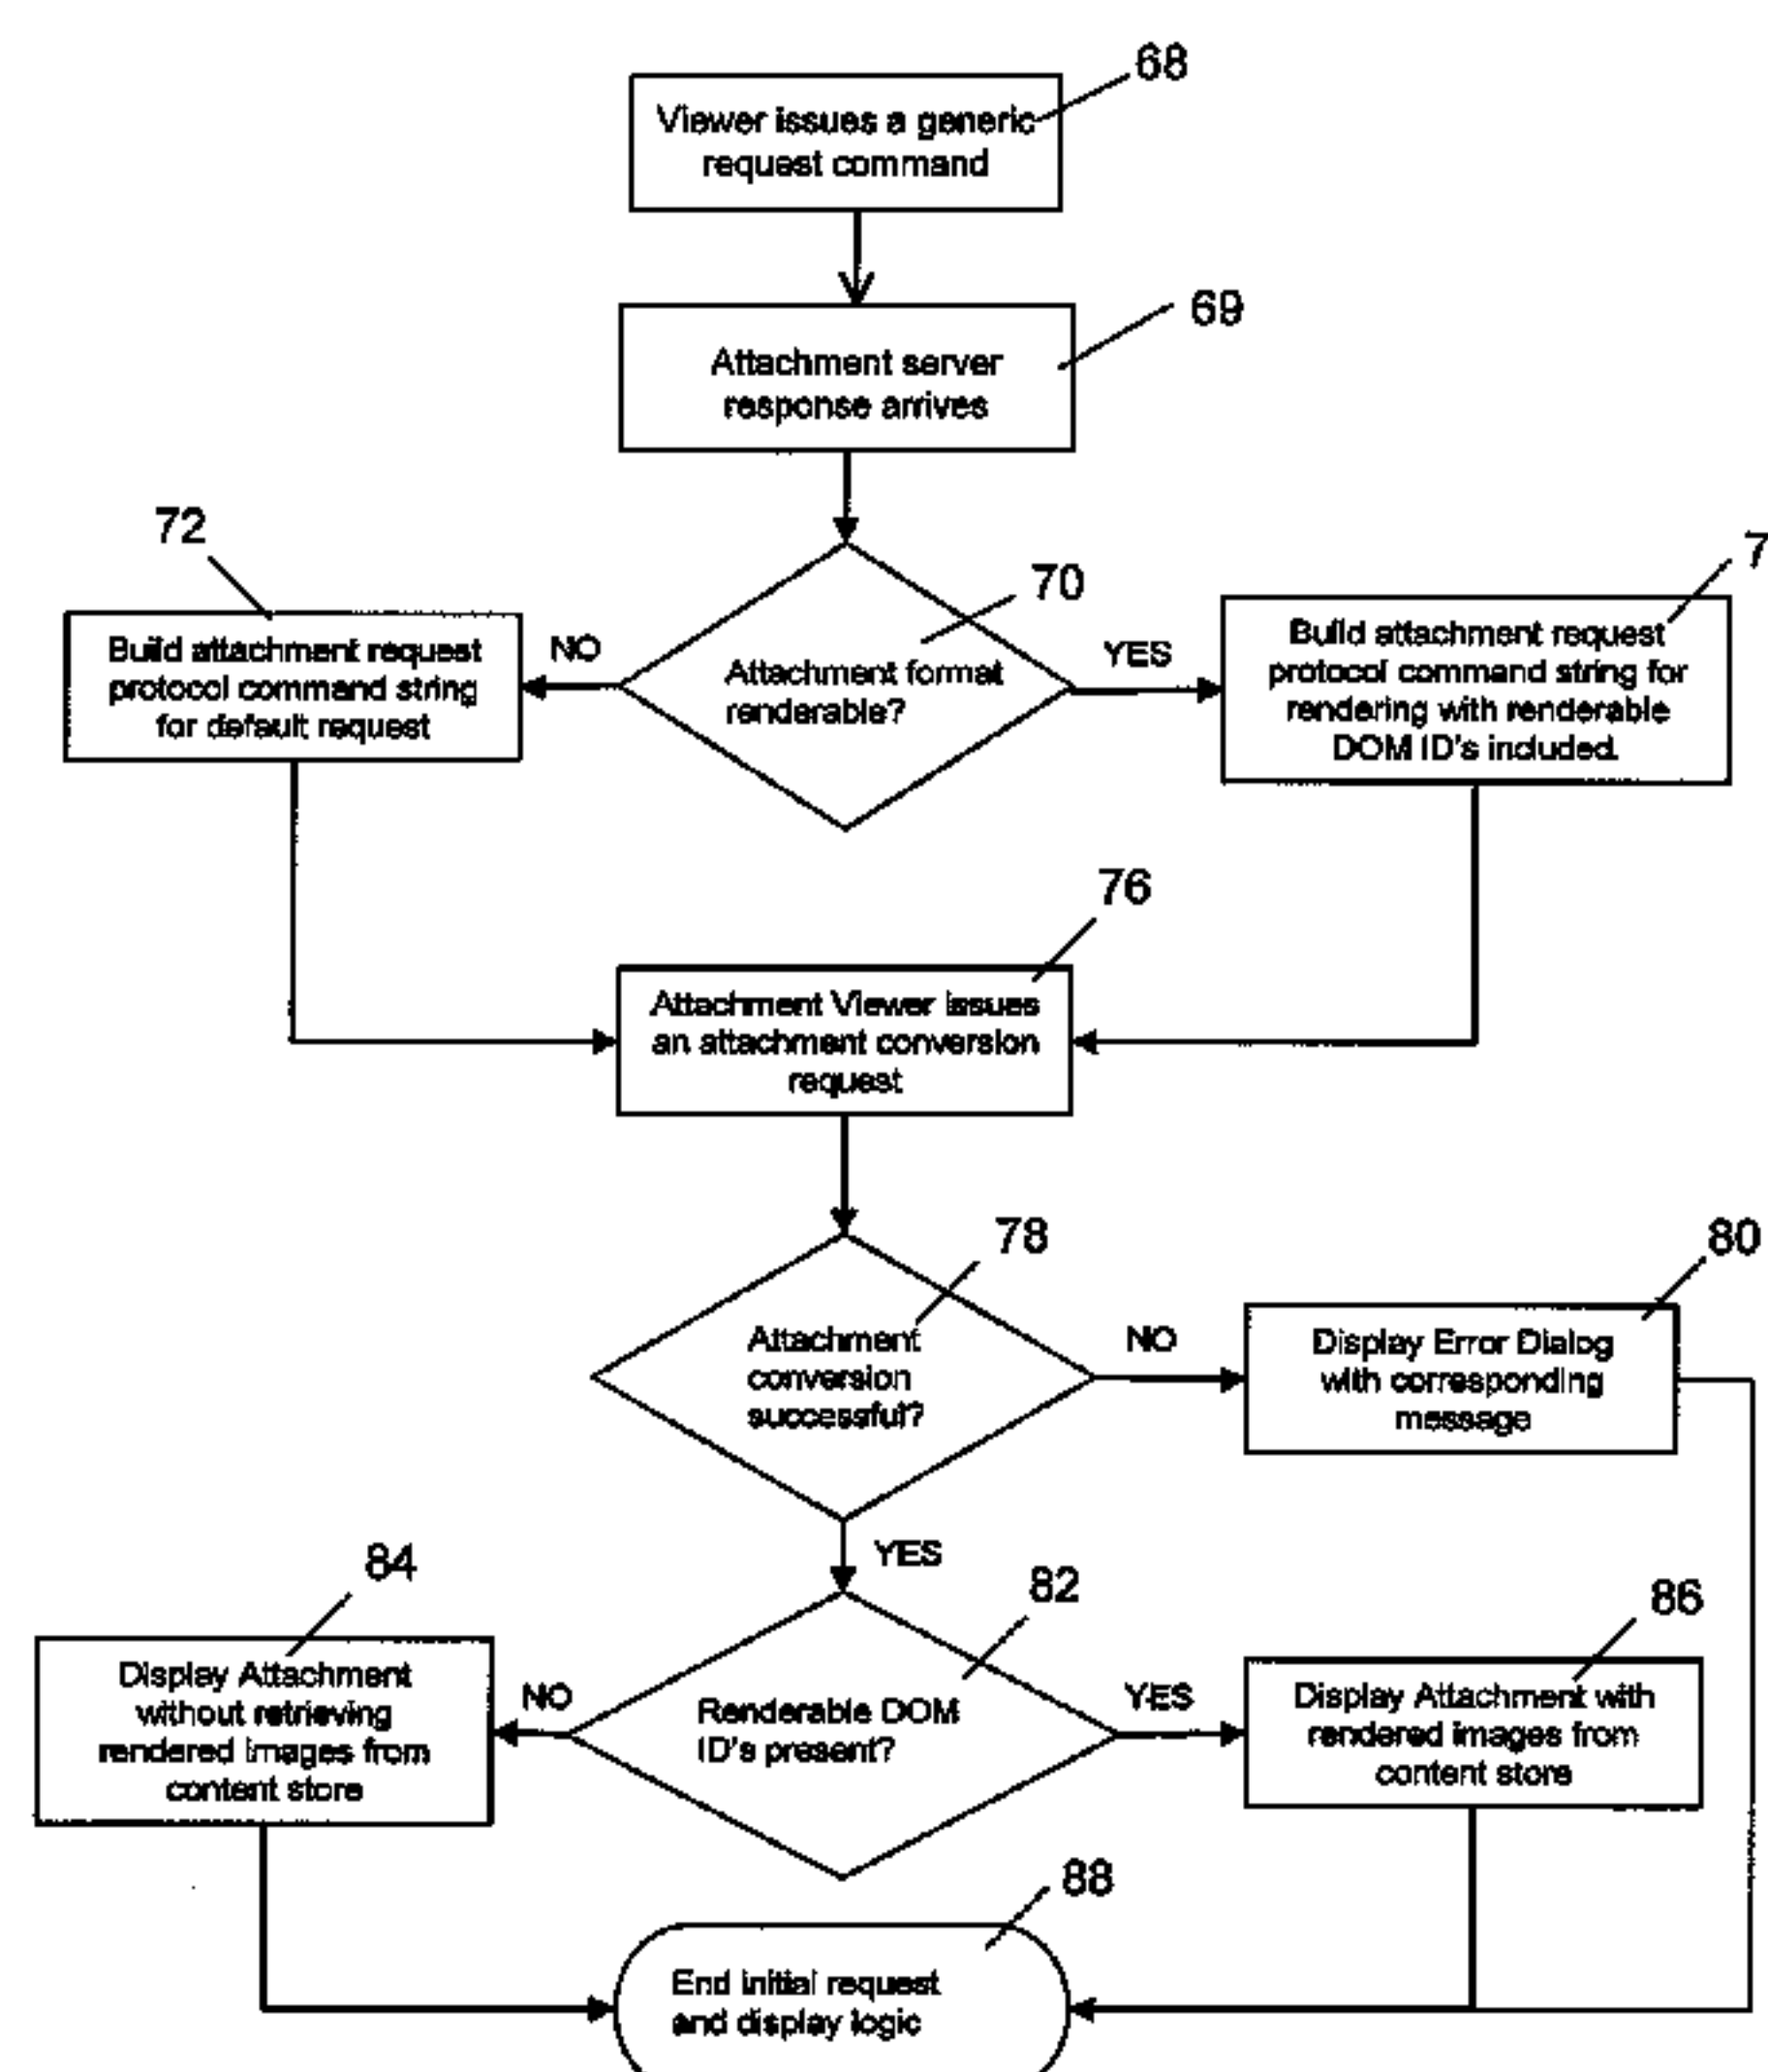 68
Viewer issues a generic
request command
69
Attachment server
response arrives
72
70
7
Build attachment request
protocol command string
for default request
NO
Attachment format
renderable?
YES
Build attachment request
protocol command string for
rendering with renderable
DOM ID's included.
76
Attachment Viewer issues
an attachment conversion
request
78
80
Attachment
conversion
successful?
NO
Display Error Dialog
with corresponding
message
YES
84
82
86
Display Attachment
without retrieving
rendered images from
content store
NO
Renderable DOM
ID's present?
YES
Display Attachment with
rendered images from
content store
88
End initial request
and display logic